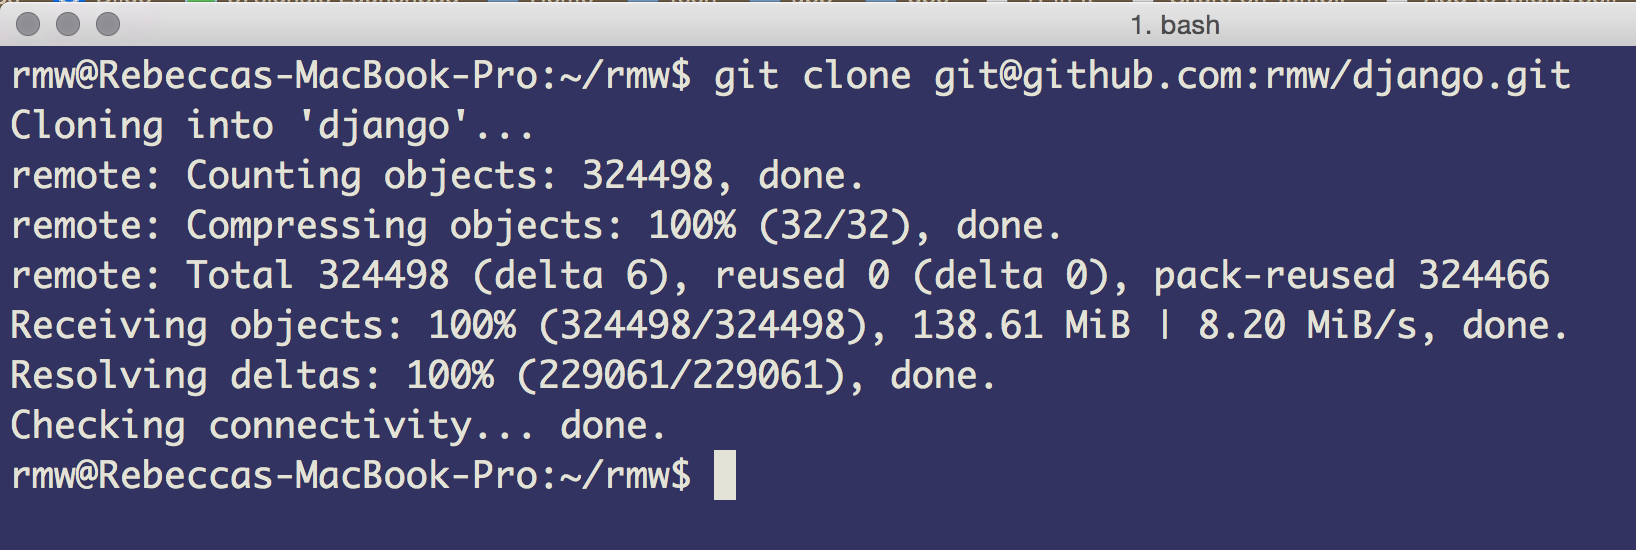 1. bash
rmw@Rebeccas-MacBook-Pro:~/rmw$ git clone git@github.com:rmw/django.git
Cloning into 'django'...
remote: Counting objects: 324498, done.
remote: Compressing objects: 100% (32/32), done.
remote: Total 324498 (delta 6), reused 0 (delta 0), pack-reused 324466
Receiving objects: 100% (324498/324498), 138.61 MiB | 8.20 MiB/s, done.
Resolving deltas: 100% (229061/229061), done.
Checking connectivity... done.
rmw@Rebeccas-MacBook-Pro:~/rmw$